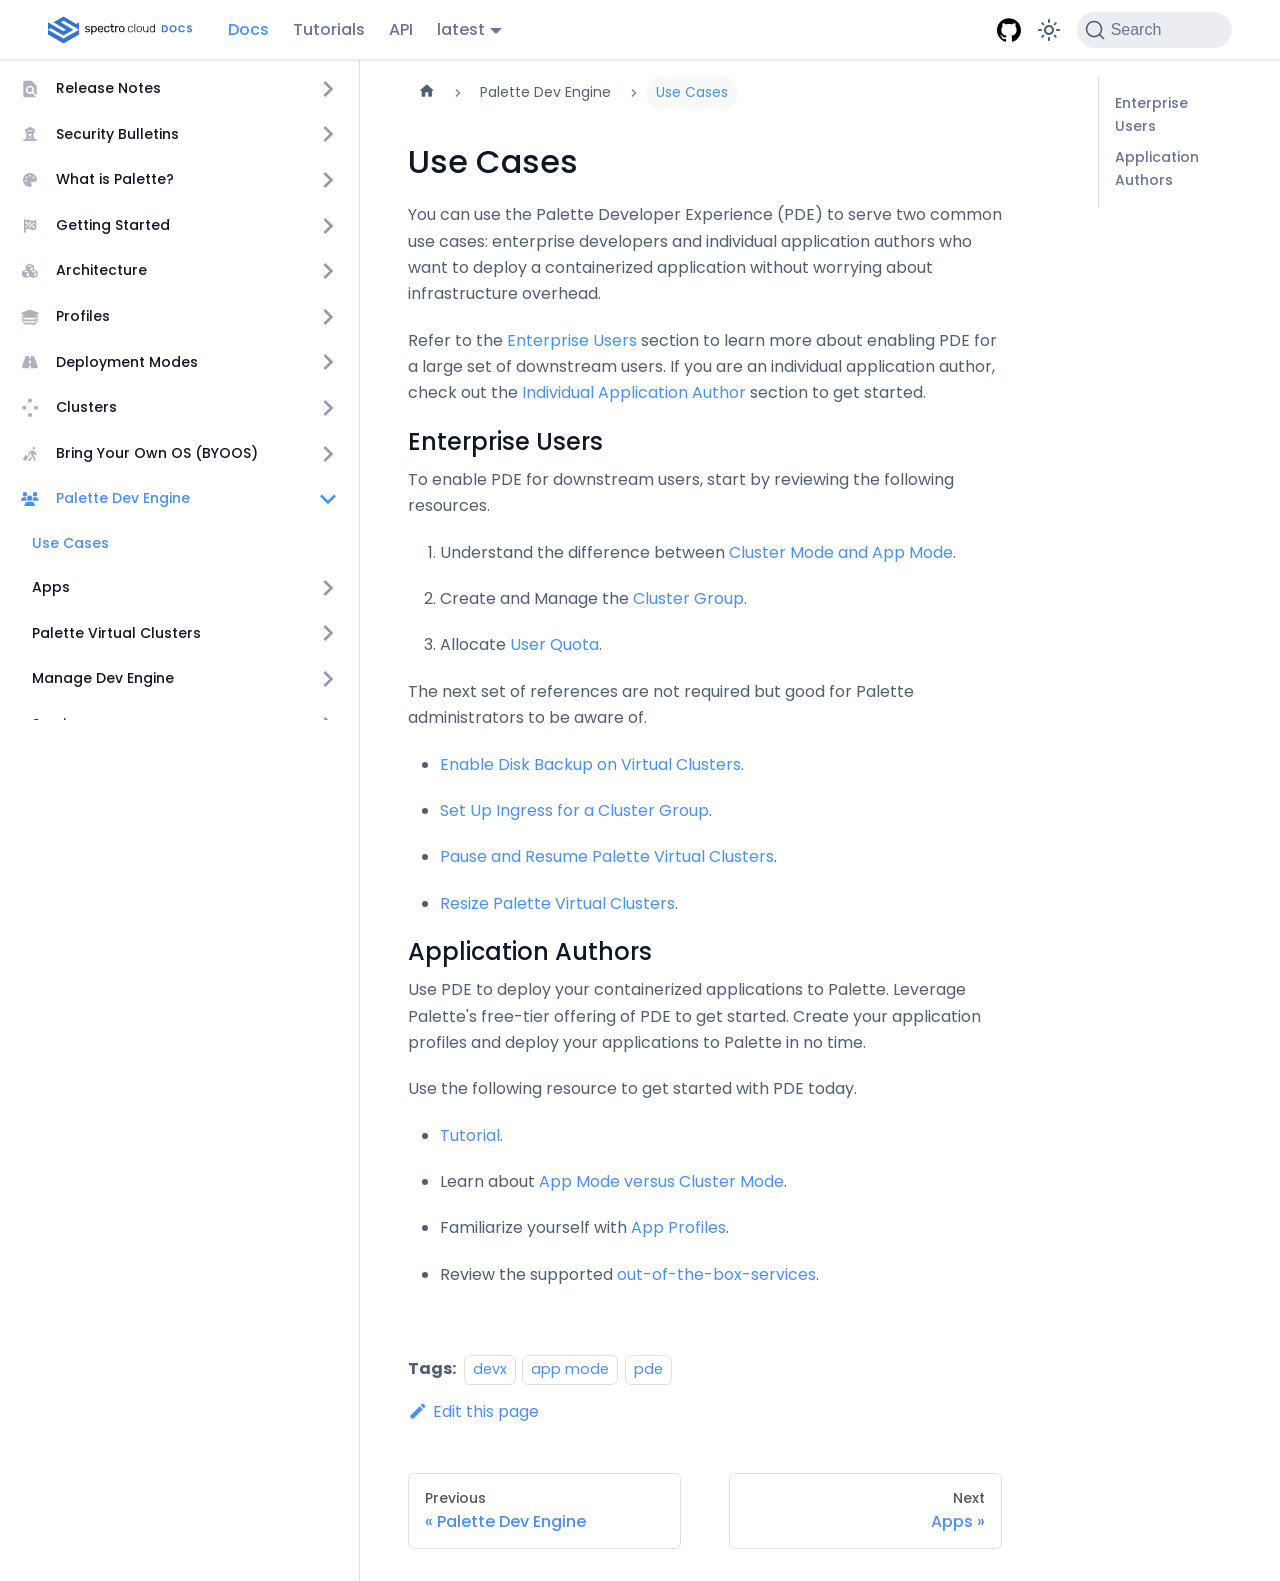 spectro cloud DOCS
Docs
Tutorials
API
latest
Search
Release Notes
Security Bulletins
What is Palette?
Getting Started
Architecture
Profiles
Deployment Modes
Clusters
Bring Your Own OS (BYOOS)
Palette Dev Engine
Use Cases
Apps
Palette Virtual Clusters
Manage Dev Engine
Palette Dev Engine
Use Cases
Use Cases
You can use the Palette Developer Experience (PDE) to serve two common
use cases: enterprise developers and individual application authors who
want to deploy a containerized application without worrying about
infrastructure overhead.
Refer to the Enterprise Users section to learn more about enabling PDE for
a large set of downstream users. If you are an individual application author,
check out the Individual Application Author section to get started.
Enterprise Users
To enable PDE for downstream users, start by reviewing the following
resources.
1. Understand the difference between Cluster Mode and App Mode.
2. Create and Manage the Cluster Group.
3. Allocate User Quota.
The next set of references are not required but good for Palette
administrators to be aware of.
Enable Disk Backup on Virtual Clusters.
Set Up Ingress for a Cluster Group.
Pause and Resume Palette Virtual Clusters.
Resize Palette Virtual Clusters.
Application Authors
Use PDE to deploy your containerized applications to Palette. Leverage
Palette's free-tier offering of PDE to get started. Create your application
profiles and deploy your applications to Palette in no time.
Use the following resource to get started with PDE today.
Tutorial.
Learn about App Mode versus Cluster Mode.
Familiarize yourself with App Profiles.
Review the supported out-of-the-box-services.
Tags: devx app mode pde
Edit this page
Previous
« Palette Dev Engine
Next
Apps »
Enterprise
Users
Application
Authors